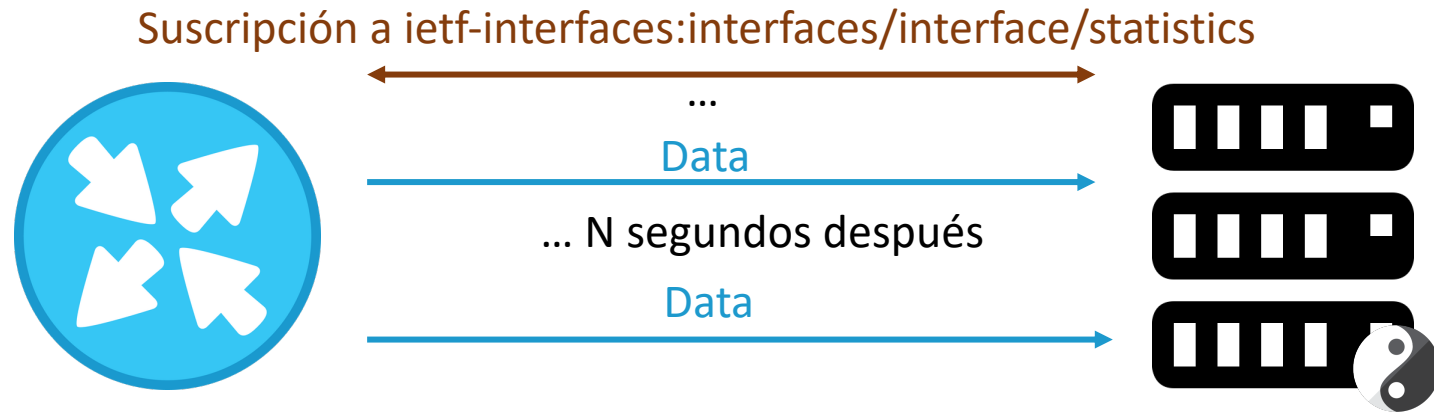 Suscripción a ietf-interfaces:interfaces/interface/statistics
...
Data
... N segundos después
Data